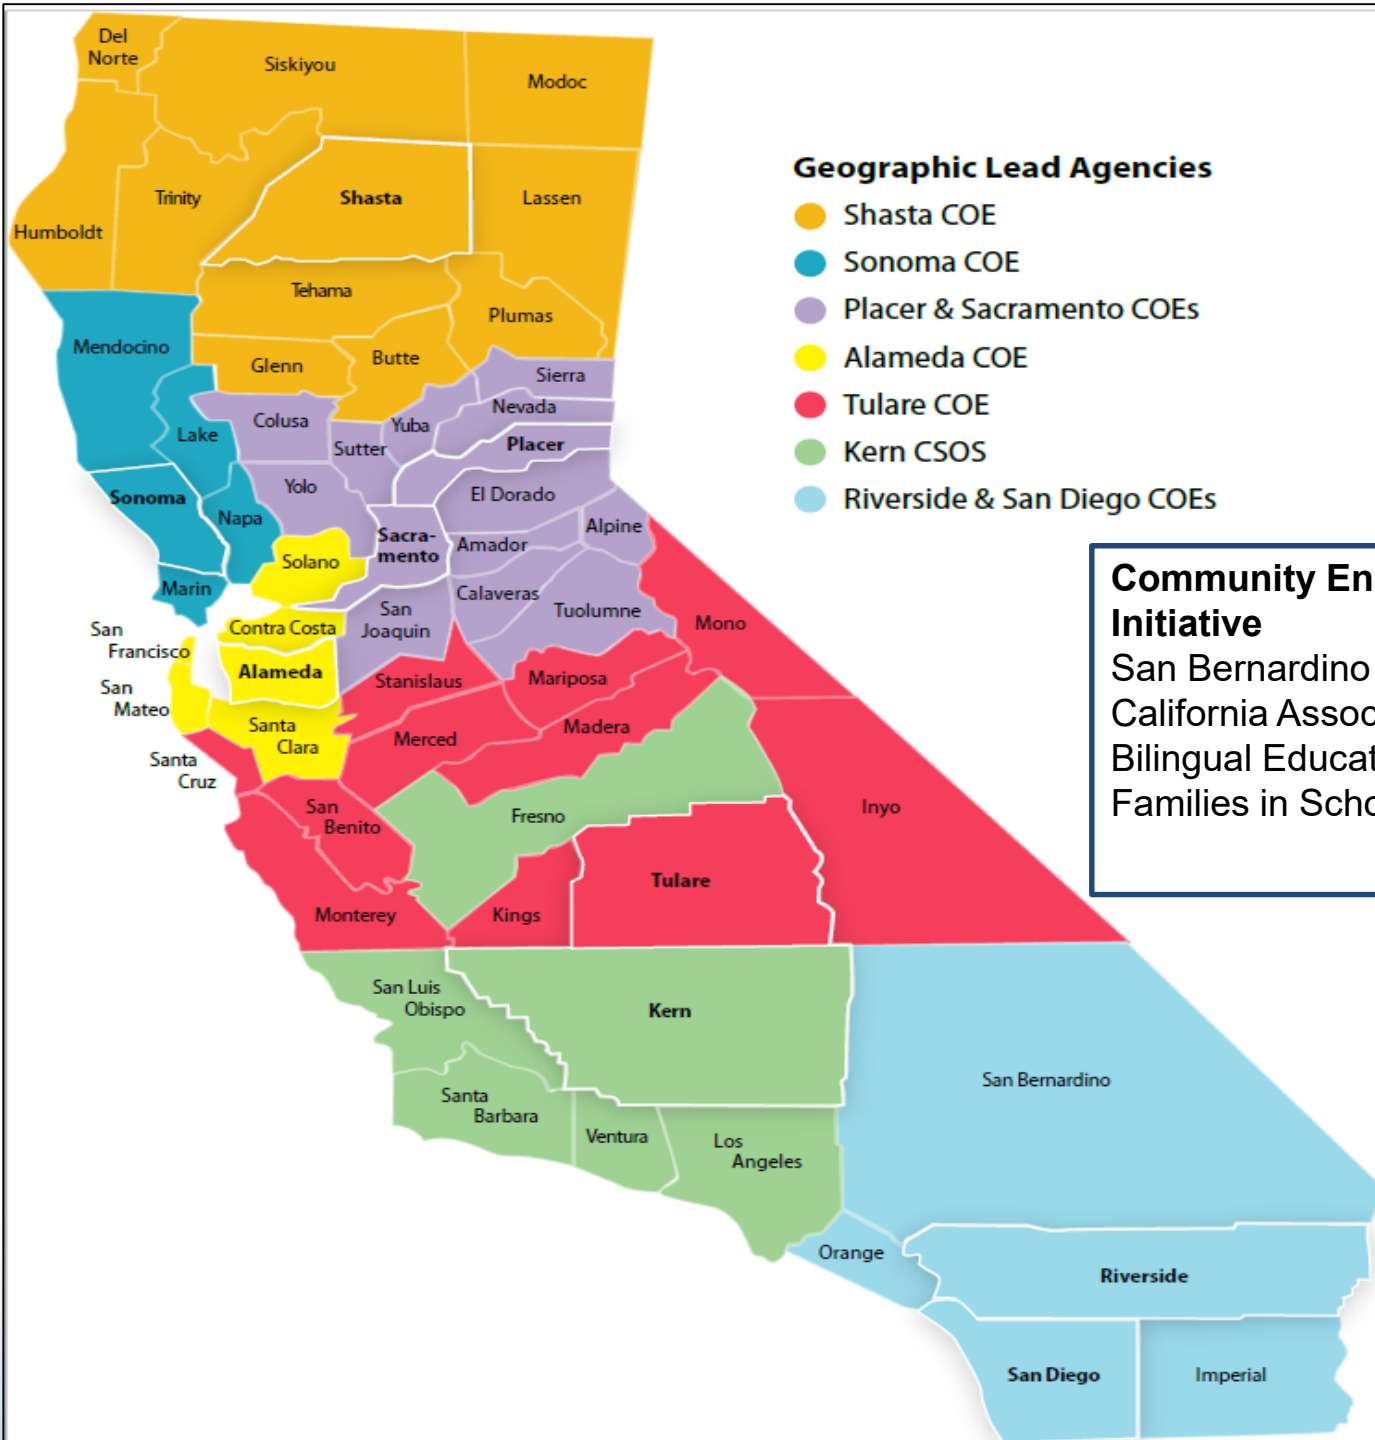 Del
Norte
Siskiyou
Modoc
Trinity
Shasta
Lassen
Humboldt
Tehama
Plumas
Mendocino
Glenn
Butte
Sierra
Nevada
Colusa
Yuba
Lake
Sutter
Placer
Yolo
El Dorado
Sonoma
Napa
Sacra-
mento
Alpine
Amador
Solano
Marin
Calaveras
Tuolumne
San
Joaquin
Mono
Contra Costa
San
Francisco
Alameda
Stanislaus
Mariposa
San
Mateo
Santa
Clara
Merced
Madera
Santa
Cruz
San
Benito
Fresno
Inyo
Tulare
Monterey
Kings
San Luis
Obispo
Kern
San Bernardino
Santa
Barbara
Ventura
Los
Angeles
Orange
Riverside
San Diego
Imperial
Geographic Lead Agencies
Shasta COE
Sonoma COE
Placer & Sacramento COEs
Alameda COE
Tulare COE
Kern CSOS
Riverside & San Diego COEs
Community En
Initiative
San Bernardino
California Assoc
Bilingual Educat
Families in Scho